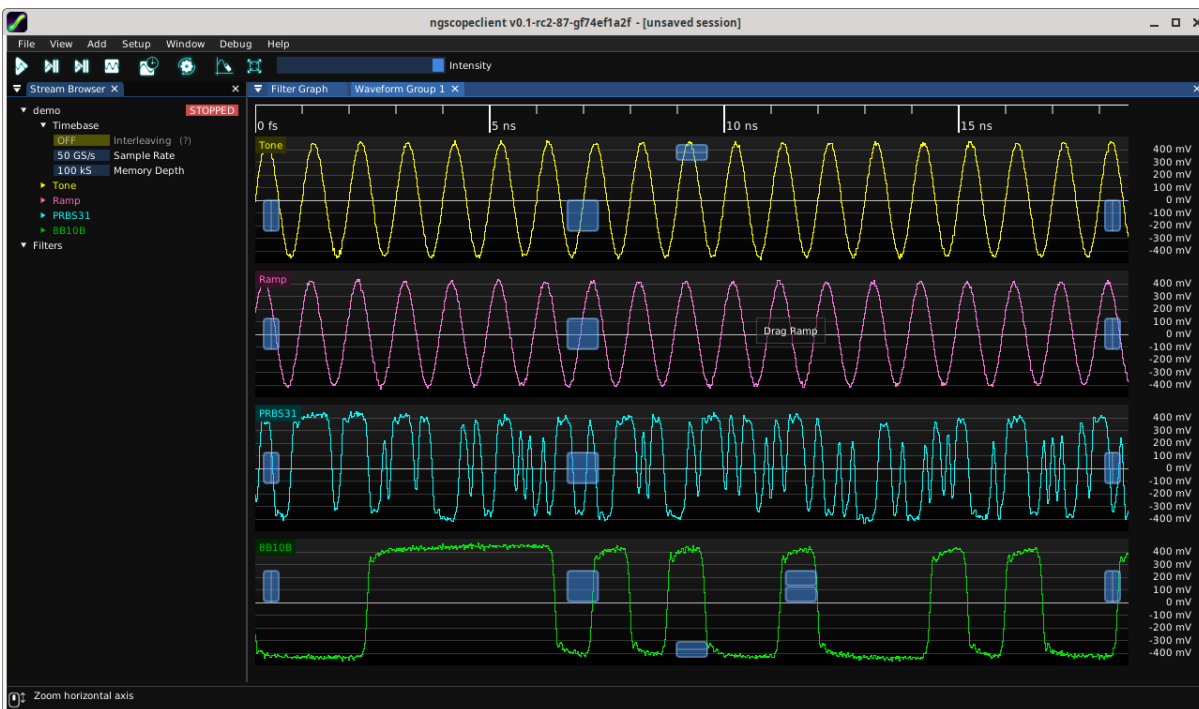 ngscopeclient v0.1-rc2-87-gf74ef1a2f - [unsaved session]
File View Add Setup Window Debug Help
Intensity
Stream Browser
Filter Graph Waveform Group 1
demo STOPPED
Timebase
OFF Interleaving (?)
50 GS/s Sample Rate
100 kS Memory Depth
Tone
Ramp
PRBS31
8B10B
Filters
0 fs 5 ns 10 ns 15 ns
Tone
400 mV
300 mV
200 mV
100 mV
0 mV
-100 mV
-200 mV
-300 mV
-400 mV
Ramp
Drag Ramp
400 mV
300 mV
200 mV
100 mV
0 mV
-100 mV
-200 mV
-300 mV
-400 mV
PRBS31
400 mV
300 mV
200 mV
100 mV
0 mV
-100 mV
-200 mV
-300 mV
-400 mV
8B10B
400 mV
300 mV
200 mV
100 mV
0 mV
-100 mV
-200 mV
-300 mV
-400 mV
Zoom horizontal axis